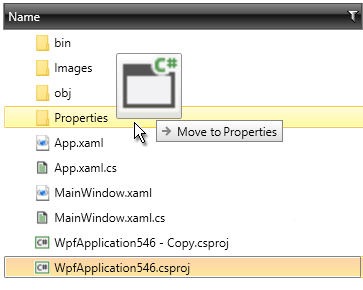 Name
bin
Images
obj
C#
Properties
Move to Properties
App.xaml
App.xaml.cs
MainWindow.xaml
MainWindow.xaml.cs
C# WpfApplication546 - Copy.csproj
C# WpfApplication546.csproj